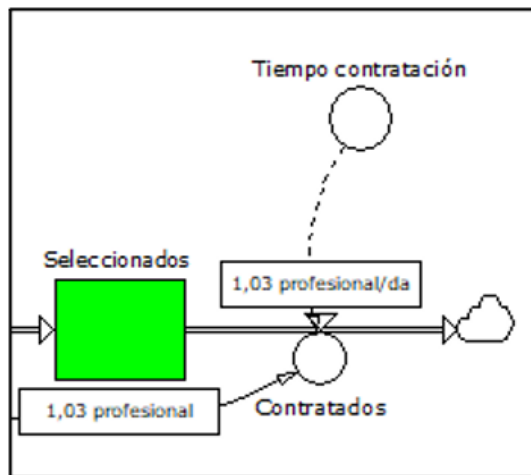 Tiempo contratación
Seleccionados
1,03 profesional/da
1,03 profesional
Contratados